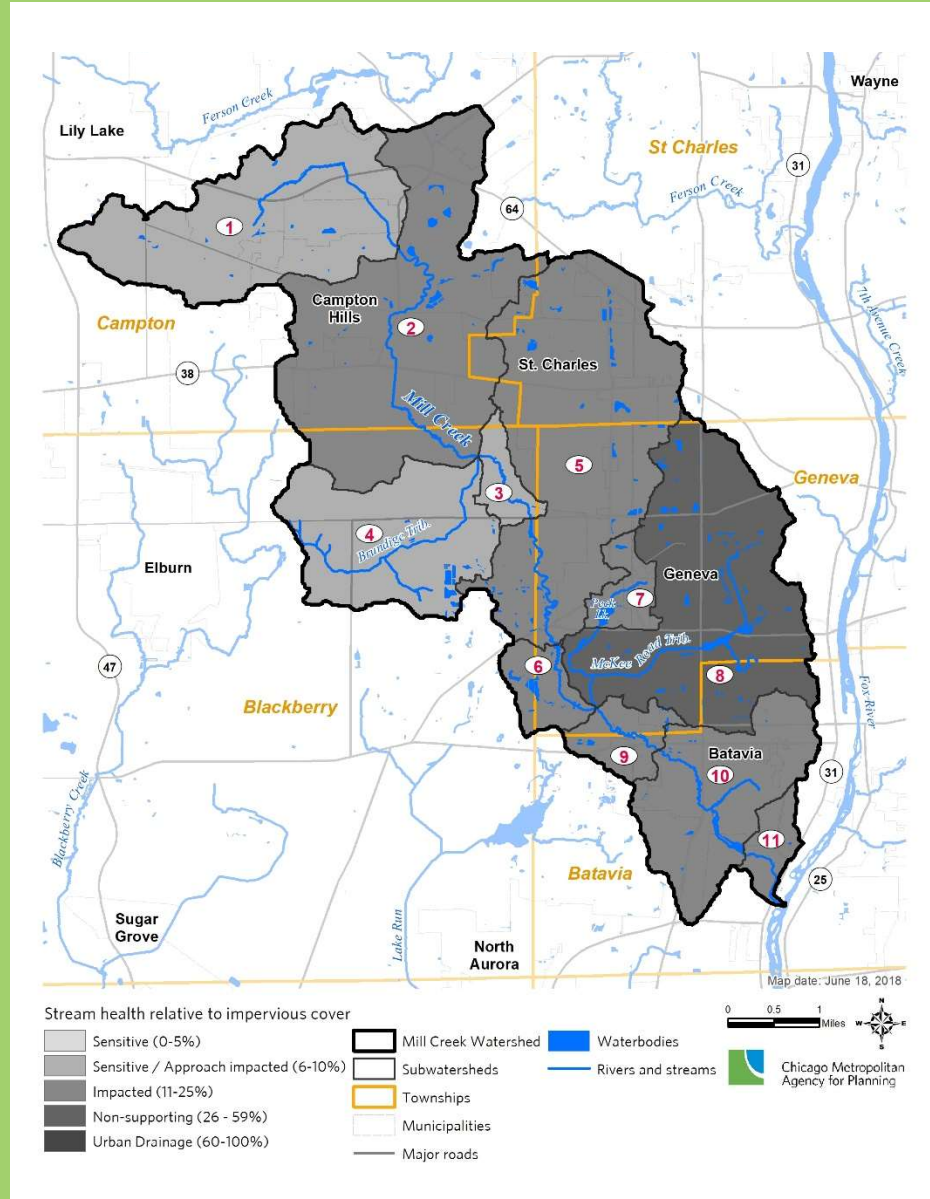 Wayne
Ferson Creek
Lily Lake
St Charles
31
Ferson Creek
64
1
7th Avenue Creek
Campton
Hills
Campton
2
St. Charles
38
Mill Creek
5
Geneva
3
4
Brundige Trib.
Elburn
Geneva
7
Peck
Lk.
McKee Road Trib.
47
6
8
Fox River
Blackberry
Batavia
9
10
31
Blackberry Creek
11
Batavia
25
Sugar
Grove
Lake Run
North
Aurora
Map date: June 18, 2018
Stream health relative to impervious cover
Sensitive (0-5%)
Sensitive / Approach impacted (6-10%)
Impacted (11-25%)
Non-supporting (26 - 59%)
Urban Drainage (60-100%)
Mill Creek Watershed
Subwatersheds
Townships
Municipalities
Major roads
Waterbodies
Rivers and streams
0 0.5 1
Miles
N
W E
S
Chicago Metropolitan
Agency for Planning